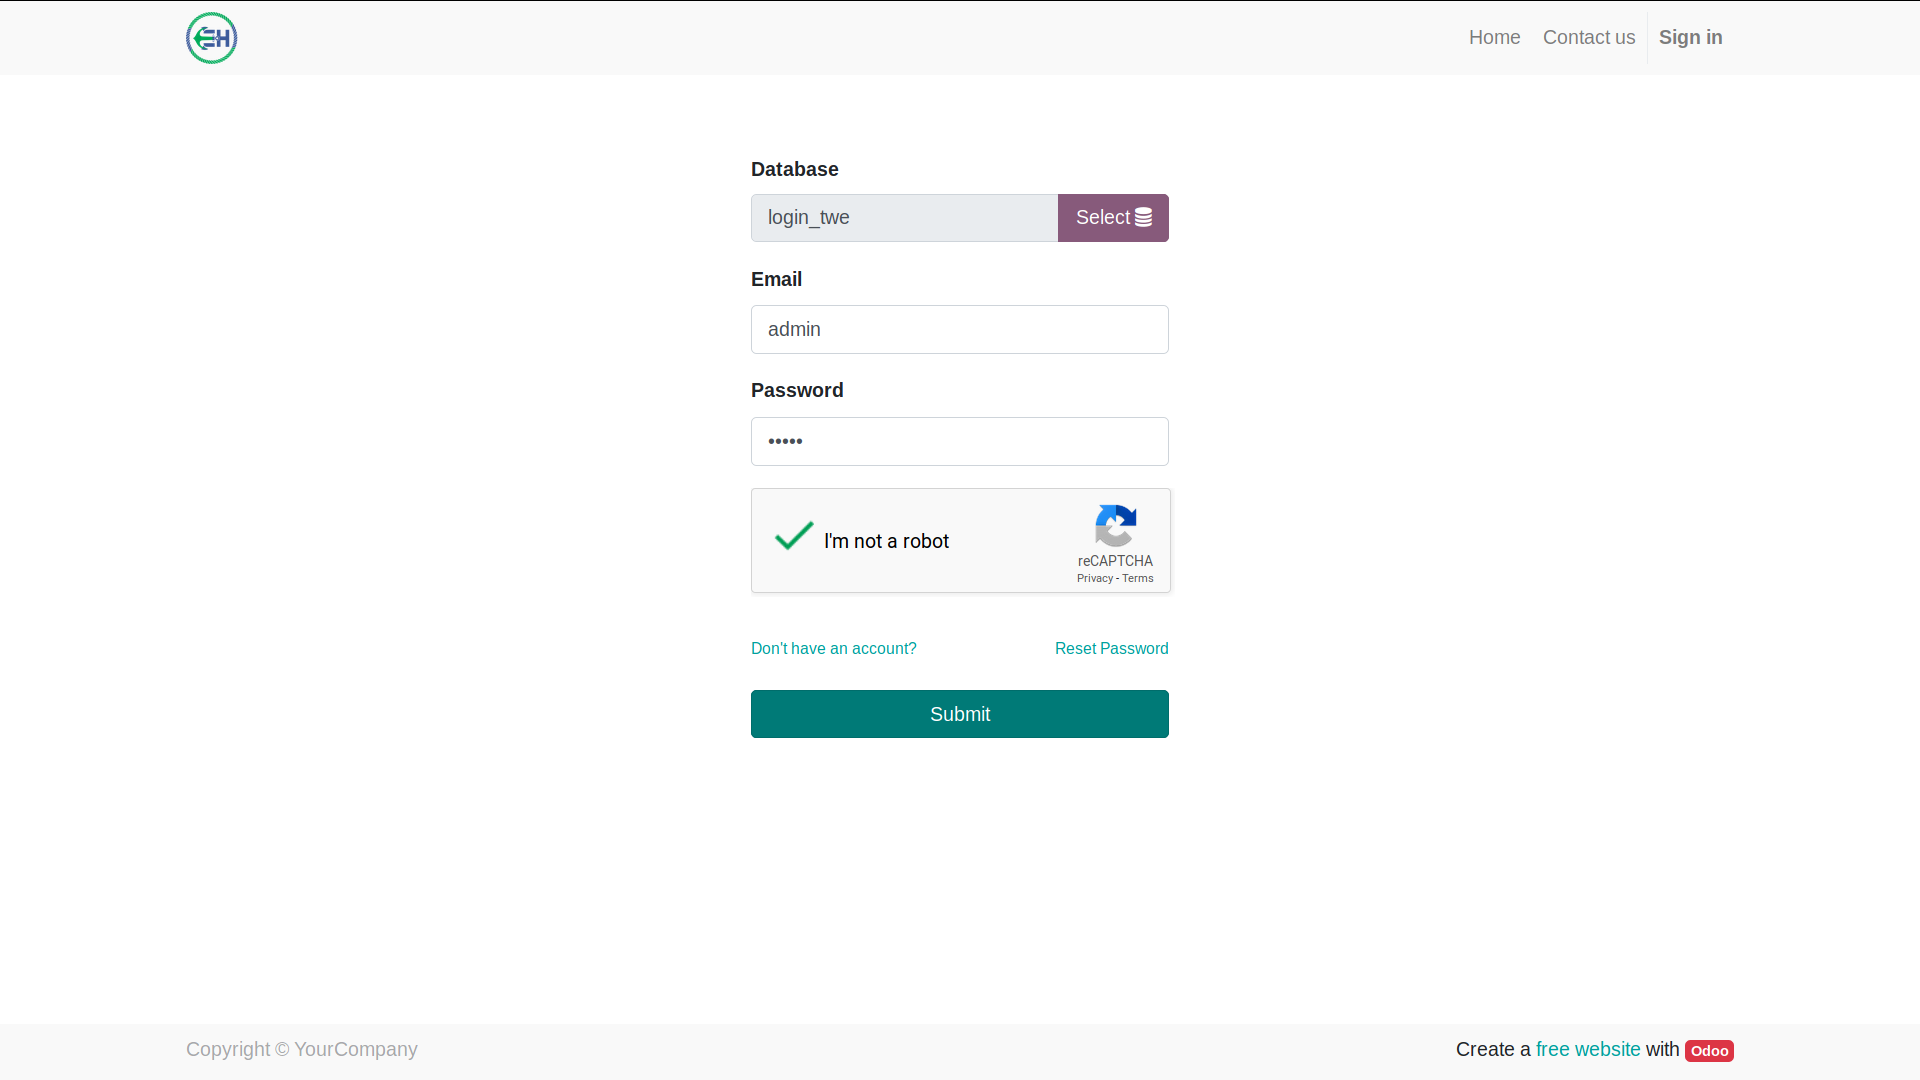 EH
Home Contact us Sign in
Database
login_twe Select
Email
admin
Password
•••••
I'm not a robot
reCAPTCHA
Privacy - Terms
Don't have an account? Reset Password
Submit
Copyright © YourCompany Create a free website with Odoo